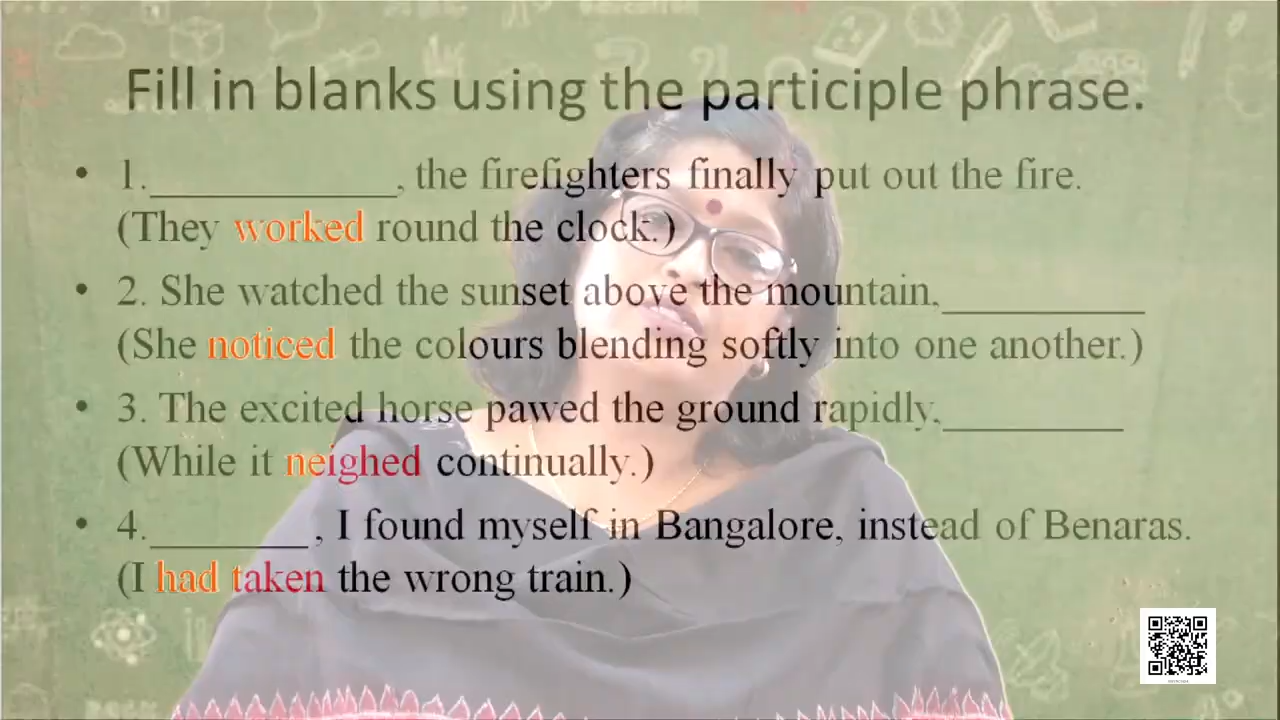 Fill in blanks using the participle phrase.
• 1.____________, the firefighters finally put out the fire.
(They worked round the clock.)
• 2. She watched the sunset above the mountain,__________
(She noticed the colours blending softly into one another.)
• 3. The excited horse pawed the ground rapidly,_________
(While it neighed continually.)
• 4.________, I found myself in Bangalore, instead of Benaras.
(I had taken the wrong train.)